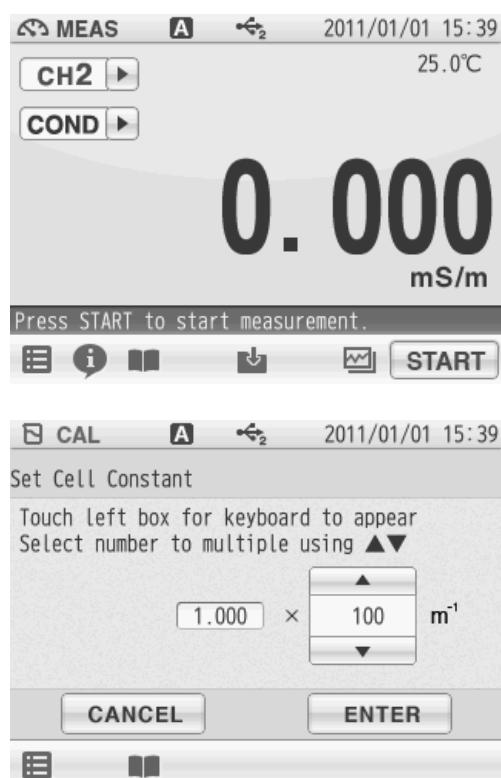 MEAS A 2 2011/01/01 15:39
CH2 25.0℃
COND
0.000
mS/m
Press START to start measurement.
i START
CAL A 2 2011/01/01 15:39
Set Cell Constant
Touch left box for keyboard to appear
Select number to multiple using ▲▼
1.000 × 100 m⁻¹
CANCEL ENTER